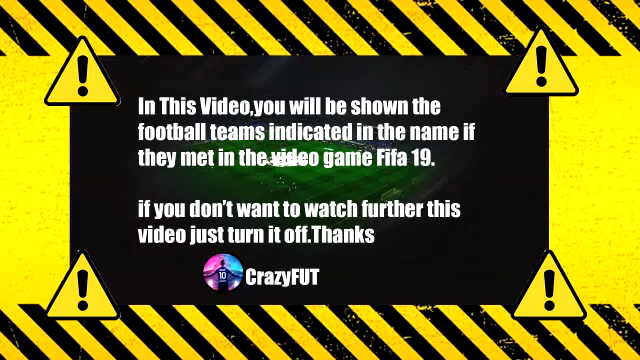 In This Video,you will be shown the
football teams indicated in the name if
they met in the video game Fifa 19.
if you don't want to watch further this
video just turn it off.Thanks
10
CrazyFUT